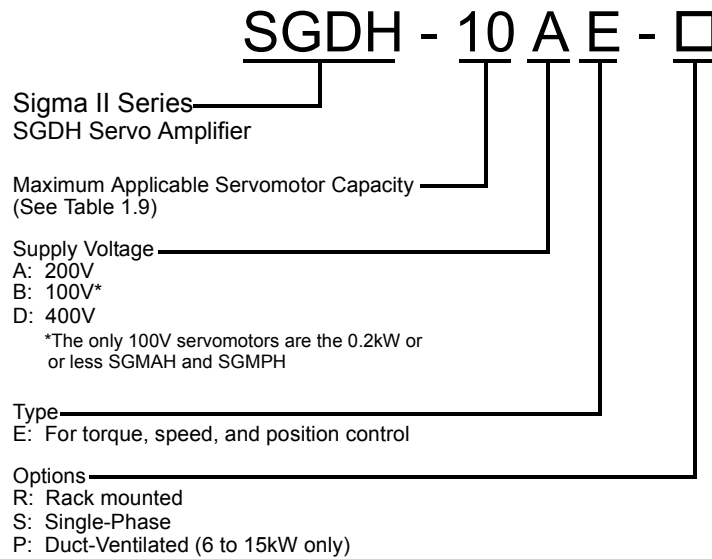 SGDH - 10 A E - □
Sigma II Series
SGDH Servo Amplifier
Maximum Applicable Servomotor Capacity
(See Table 1.9)
Supply Voltage
A: 200V
B: 100V*
D: 400V
*The only 100V servomotors are the 0.2kW or
or less SGMAH and SGMPH
Type
E: For torque, speed, and position control
Options
R: Rack mounted
S: Single-Phase
P: Duct-Ventilated (6 to 15kW only)